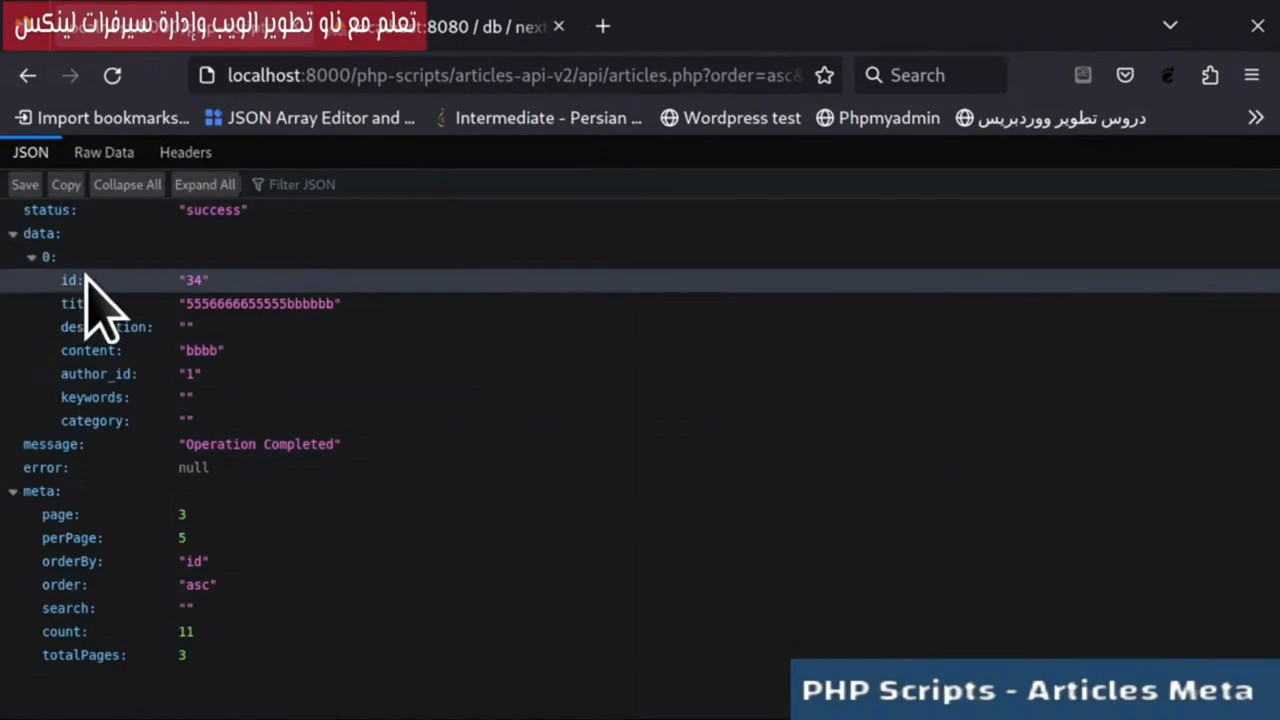 تعلم مع ناو تطوير الويب وإدارة سيرفرات لينكس
:8080 / db / next
localhost:8000/php-scripts/articles-api-v2/api/articles.php?order=asc&
Search
Import bookmarks...
JSON Array Editor and ...
Intermediate - Persian ...
Wordpress test
Phpmyadmin
دروس تطوير ووردبريس
JSON
Raw Data
Headers
Save
Copy
Collapse All
Expand All
Filter JSON
status: "success"
data:
0:
id: "34"
tit "5556666655555bbbbbb"
des tion: ""
content: "bbbb"
author_id: "1"
keywords: ""
category: ""
message: "Operation Completed"
error: null
meta:
page: 3
perPage: 5
orderBy: "id"
order: "asc"
search: ""
count: 11
totalPages: 3
PHP Scripts - Articles Meta